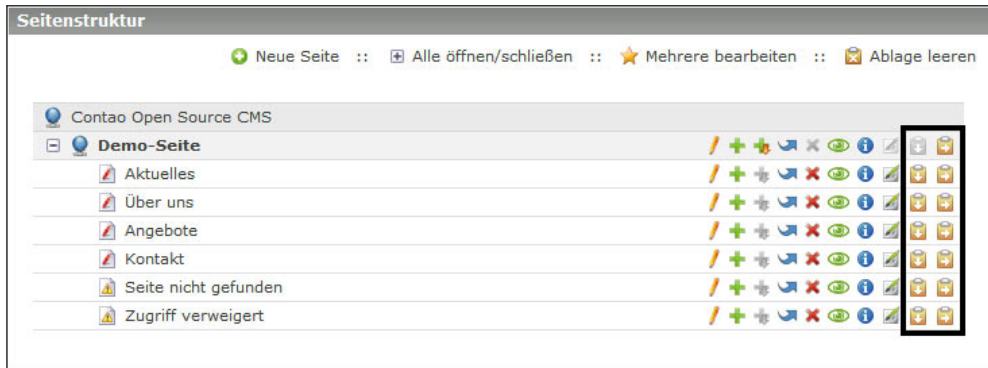 Seitenstruktur
Neue Seite :: Alle öffnen/schließen :: Mehrere bearbeiten :: Ablage leeren
Contao Open Source CMS
Demo-Seite
Aktuelles
Über uns
Angebote
Kontakt
Seite nicht gefunden
Zugriff verweigert